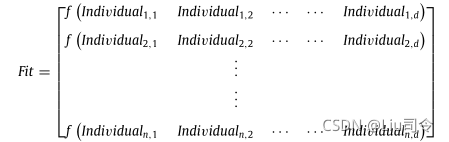 f (Individual₁,₁ Individual₁,₂ ⋯ ⋯ Individual₁,d)
f (Individual₂,₁ Individual₂,₂ ⋯ ⋯ Individual₂,d)
Fit = ⋮
⋮
f (Individualₙ,₁ Individualₙ,₂ ⋯ ⋯ Individualₙ,d)
CSDN @Liu司令